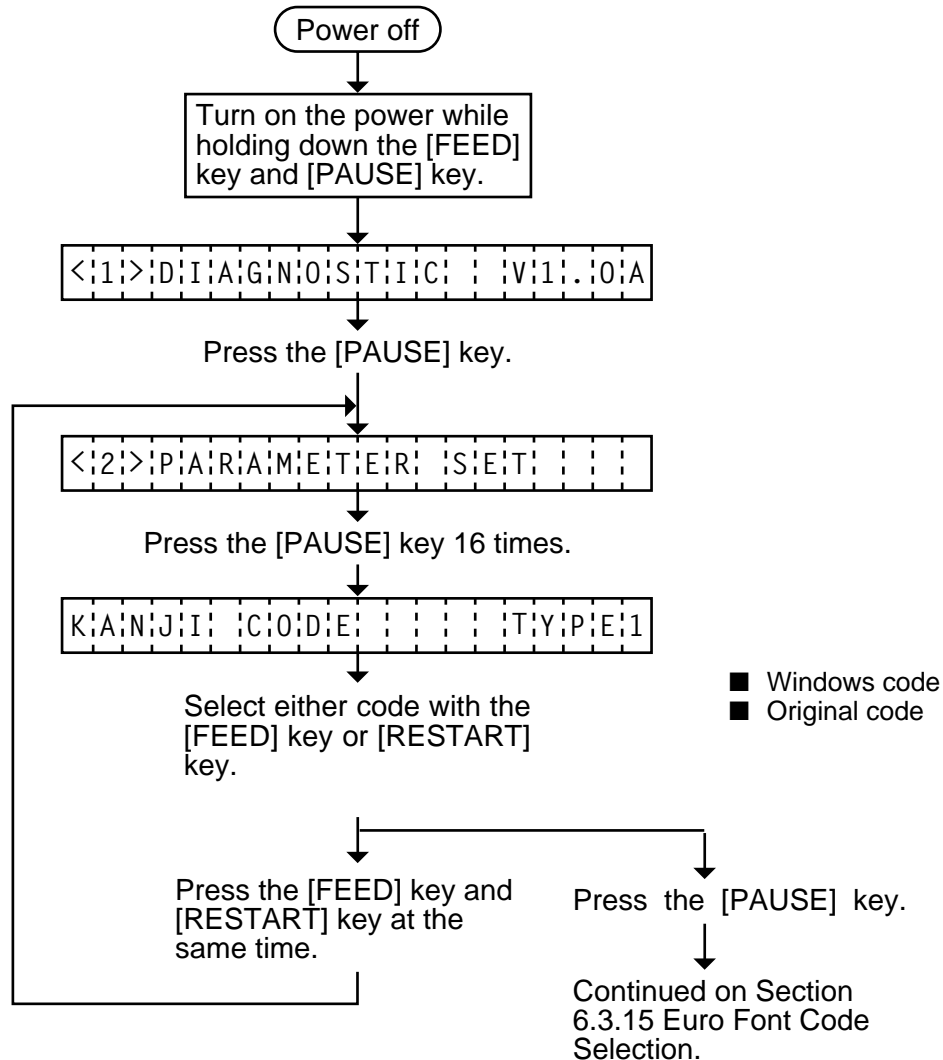 Power off
Turn on the power while
holding down the [FEED]
key and [PAUSE] key.
<1>DIAGNOSTIC  V1.0A
Press the [PAUSE] key.
<2>PARAMETER SET
Press the [PAUSE] key 16 times.
KANJI CODE     TYPE1
Select either code with the
[FEED] key or [RESTART]
key.
■ Windows code
■ Original code
Press the [FEED] key and
[RESTART] key at the
same time.
Press the [PAUSE] key.
Continued on Section
6.3.15 Euro Font Code
Selection.